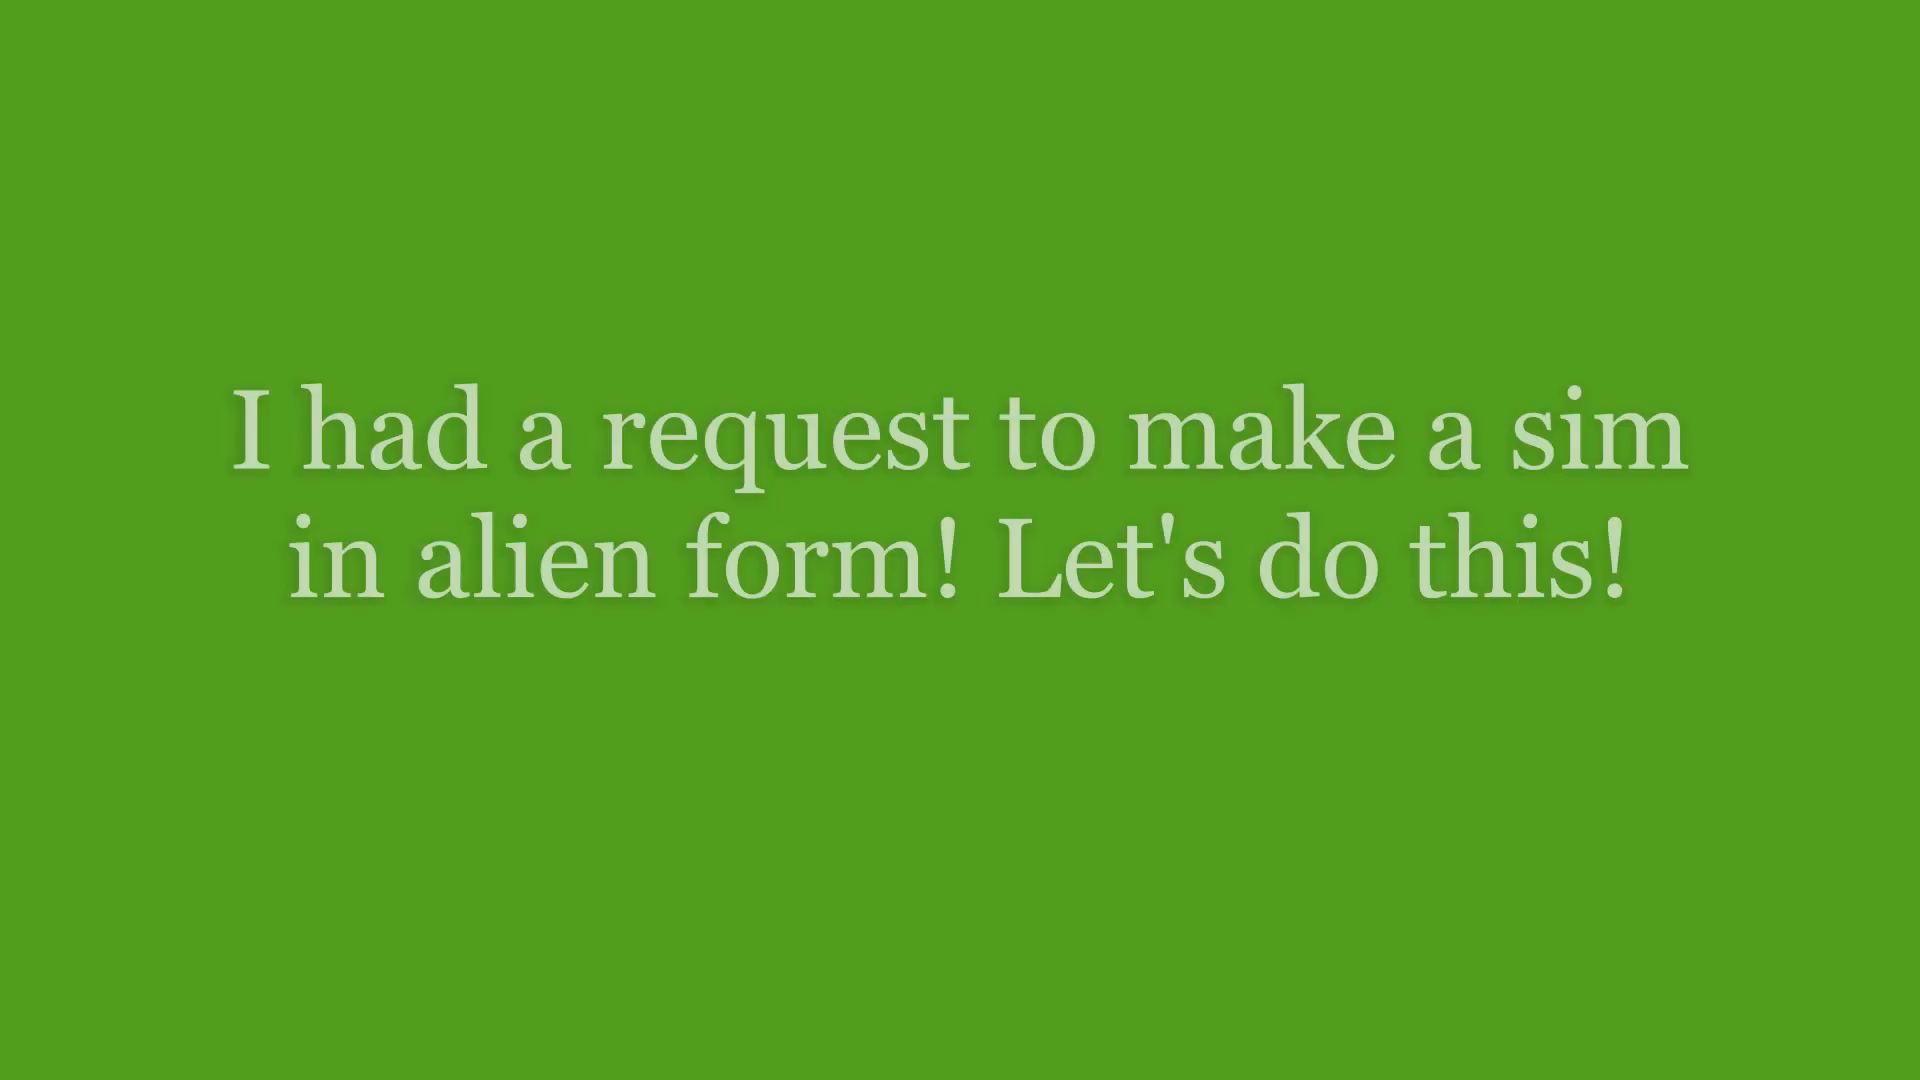 I had a request to make a sim
in alien form! Let's do this!